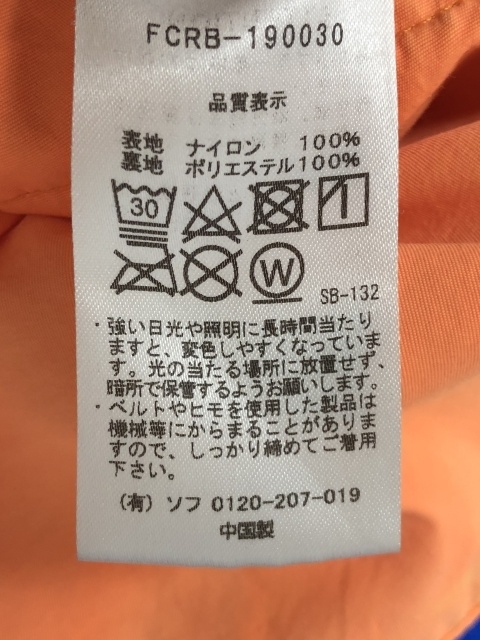 FCRB-190030
品質表示
表地 ナイロン 100%
裏地 ポリエステル100%
30
W
SB-132
・強い日光や照明に長時間当たり
ますと、変色しやすくなっていま
す。光の当たる場所に放置せず、
暗所で保管するようお願いします。
・ベルトやヒモを使用した製品は
機械等にからまることがありま
すので、しっかり締めてご着用
下さい。
(有)ソフ 0120-207-019
中国製